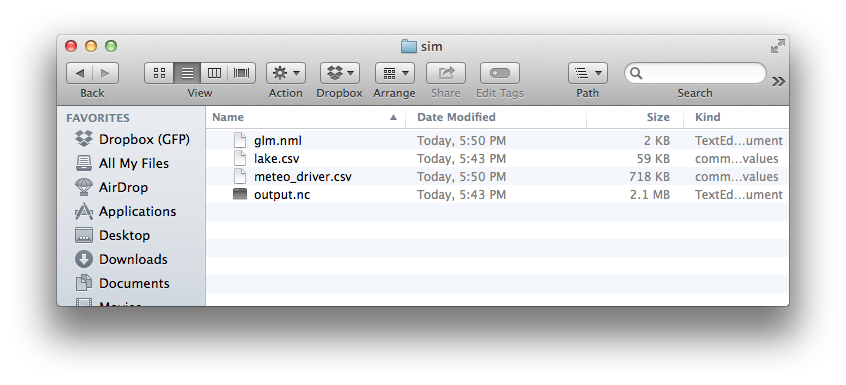 sim
Back
View
Action
Dropbox
Arrange
Share
Edit Tags
Path
Search
FAVORITES
Dropbox (GFP)
All My Files
AirDrop
Applications
Desktop
Downloads
Documents
Movies
Name Date Modified Size Kind
glm.nml Today, 5:50 PM 2 KB TextEd...ument
lake.csv Today, 5:43 PM 59 KB comm...values
meteo_driver.csv Today, 5:50 PM 718 KB comm...values
output.nc Today, 5:43 PM 2.1 MB TextEd...ument